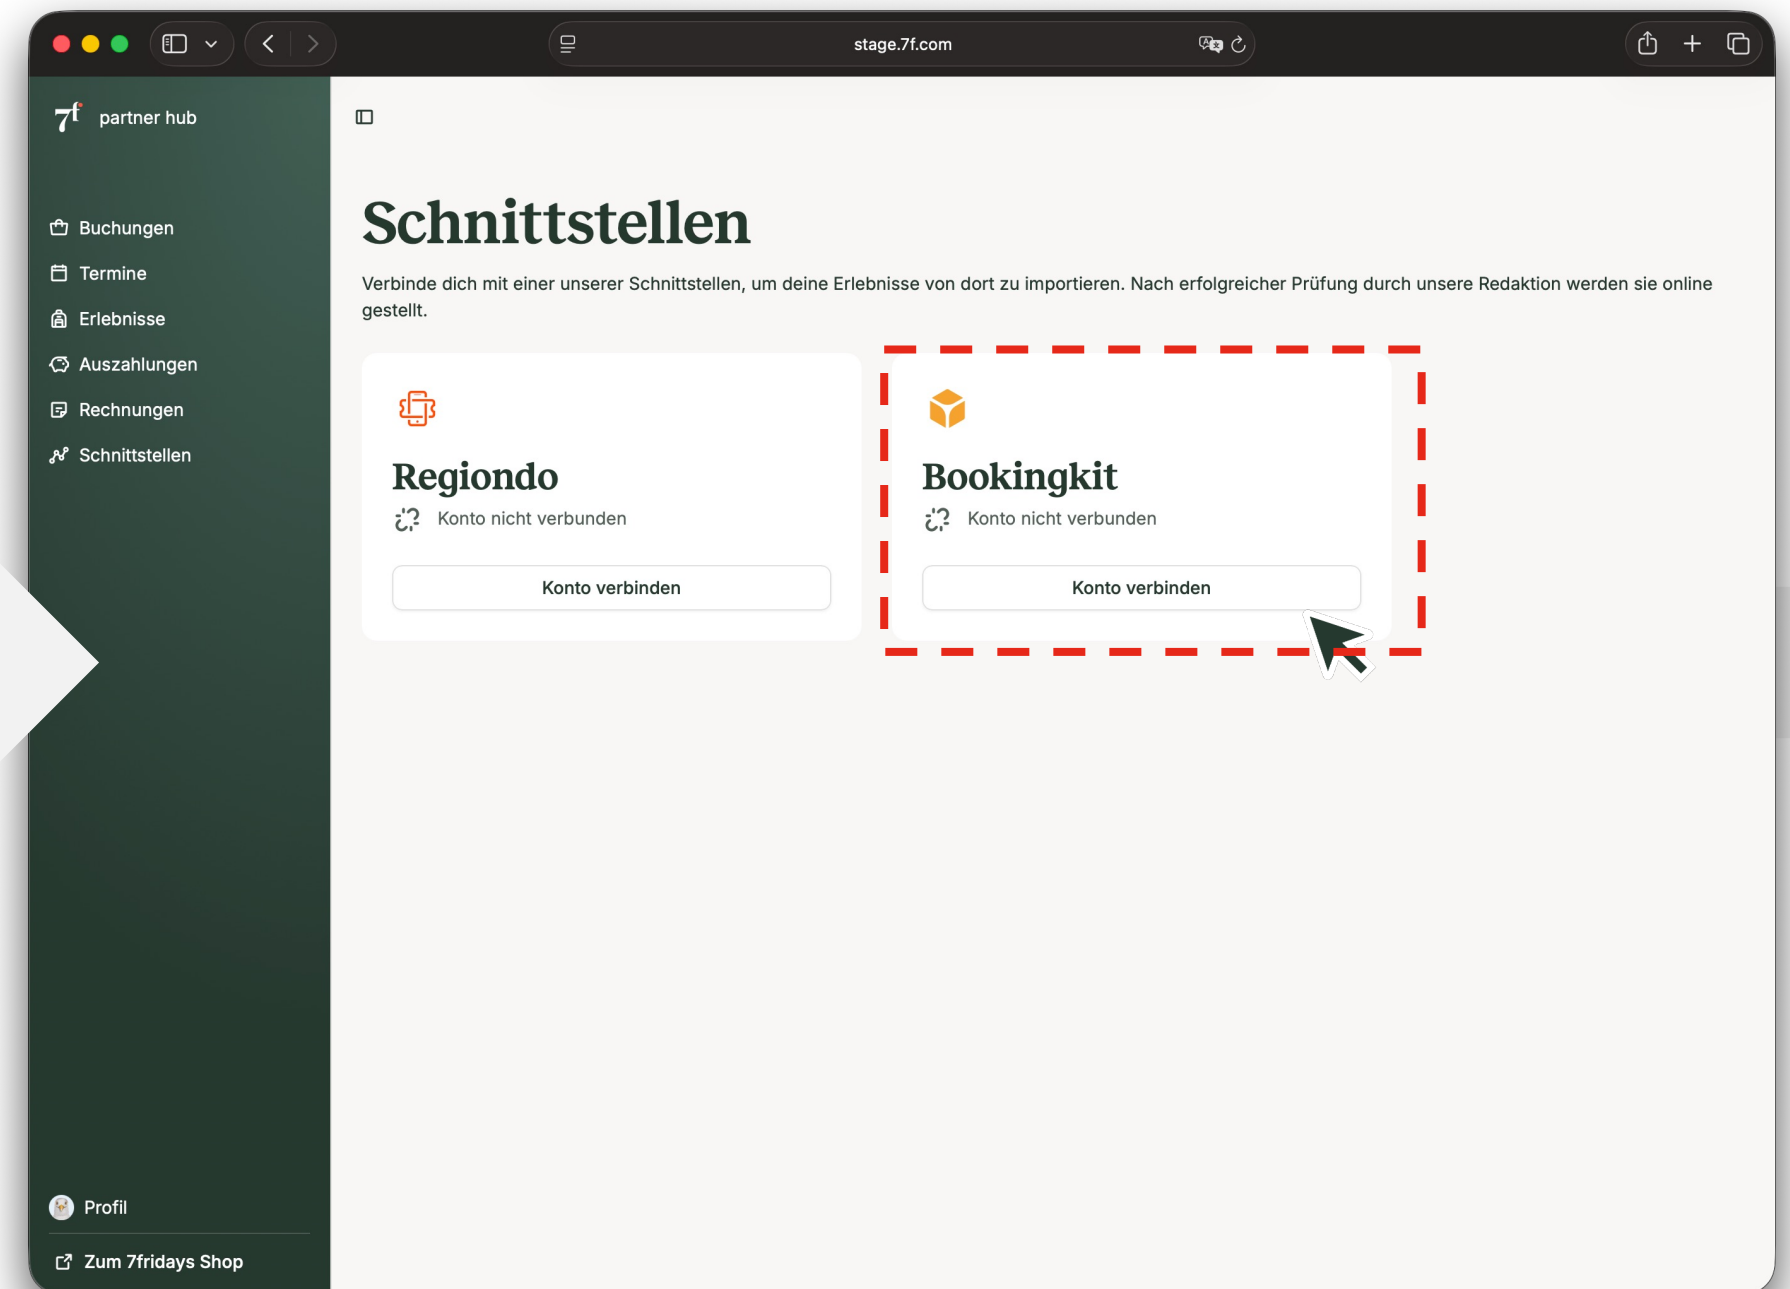 stage.7f.com
7f partner hub
Buchungen
Termine
Erlebnisse
Auszahlungen
Rechnungen
Schnittstellen
Schnittstellen
Verbinde dich mit einer unserer Schnittstellen, um deine Erlebnisse von dort zu importieren. Nach erfolgreicher Prüfung durch unsere Redaktion werden sie online
gestellt.
Regiondo
Konto nicht verbunden
Konto verbinden
Bookingkit
Konto nicht verbunden
Konto verbinden
Profil
Zum 7fridays Shop